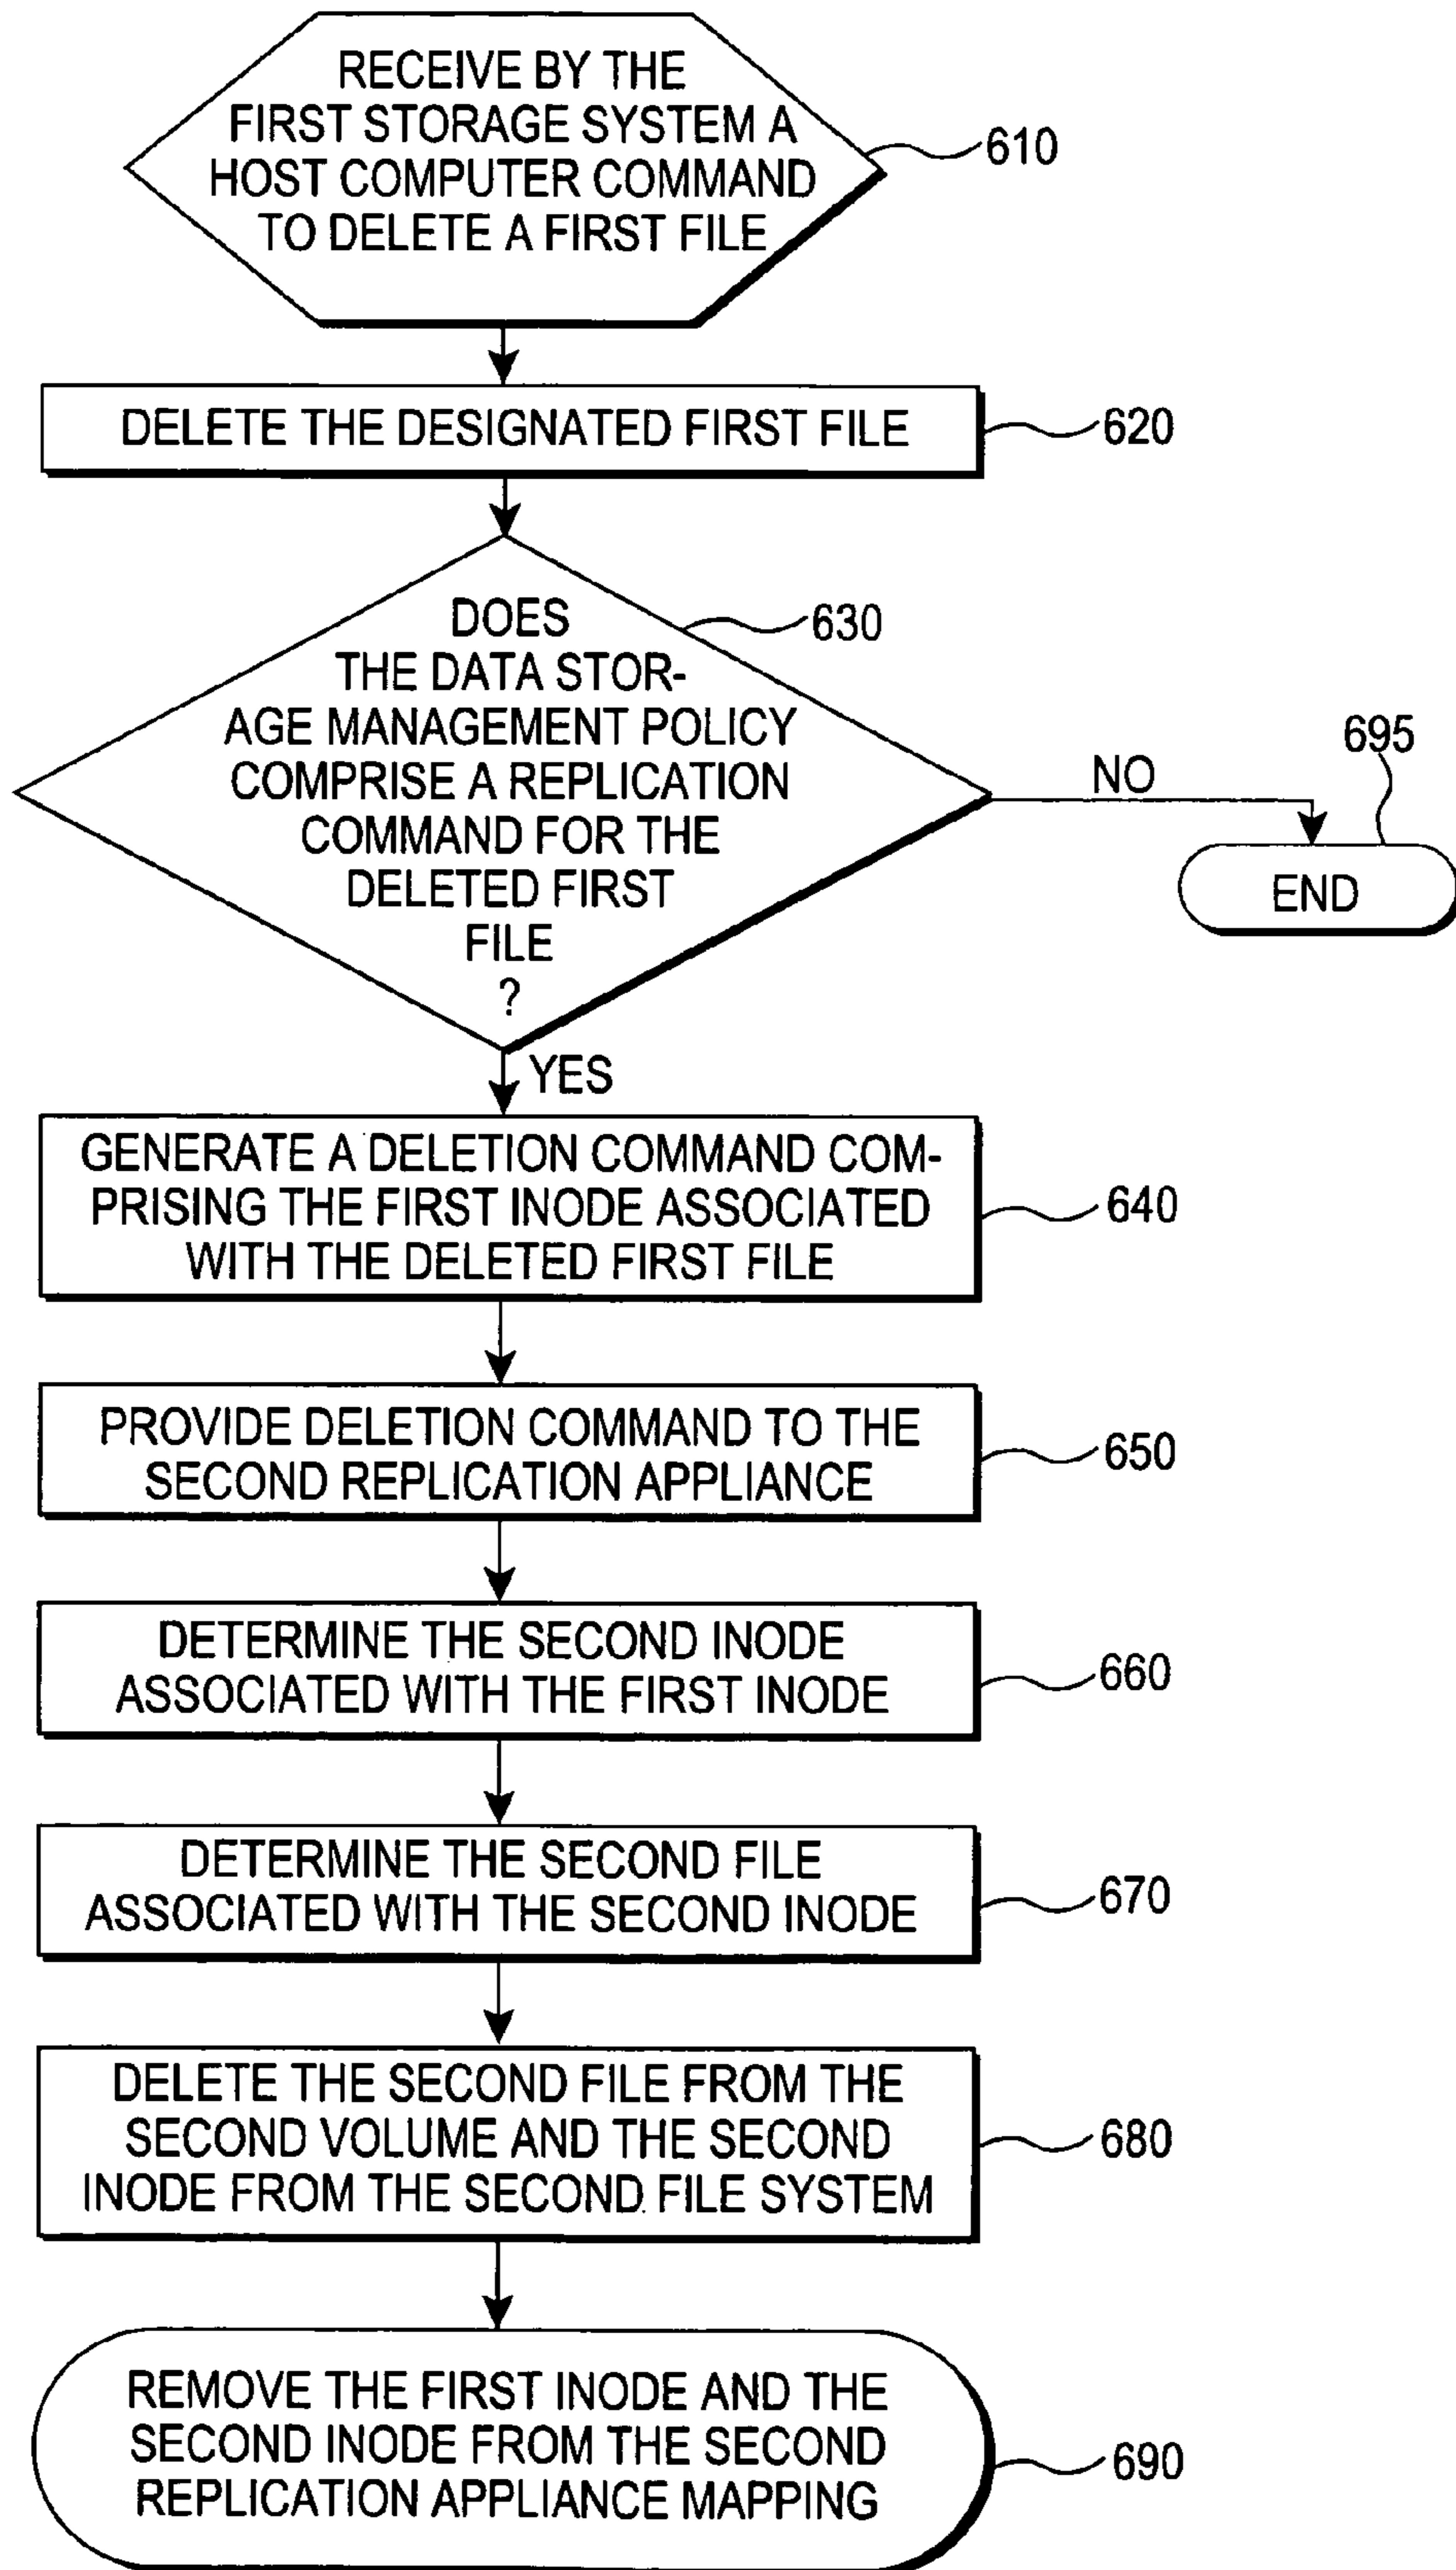 RECEIVE BY THE
FIRST STORAGE SYSTEM A
HOST COMPUTER COMMAND
TO DELETE A FIRST FILE
610
DELETE THE DESIGNATED FIRST FILE
620
DOES
THE DATA STOR-
AGE MANAGEMENT POLICY
COMPRISE A REPLICATION
COMMAND FOR THE
DELETED FIRST
FILE
?
630
NO
695
END
YES
GENERATE A DELETION COMMAND COM-
PRISING THE FIRST INODE ASSOCIATED
WITH THE DELETED FIRST FILE
640
PROVIDE DELETION COMMAND TO THE
SECOND REPLICATION APPLIANCE
650
DETERMINE THE SECOND INODE
ASSOCIATED WITH THE FIRST INODE
660
DETERMINE THE SECOND FILE
ASSOCIATED WITH THE SECOND INODE
670
DELETE THE SECOND FILE FROM THE
SECOND VOLUME AND THE SECOND
INODE FROM THE SECOND FILE SYSTEM
680
REMOVE THE FIRST INODE AND THE
SECOND INODE FROM THE SECOND
REPLICATION APPLIANCE MAPPING
690